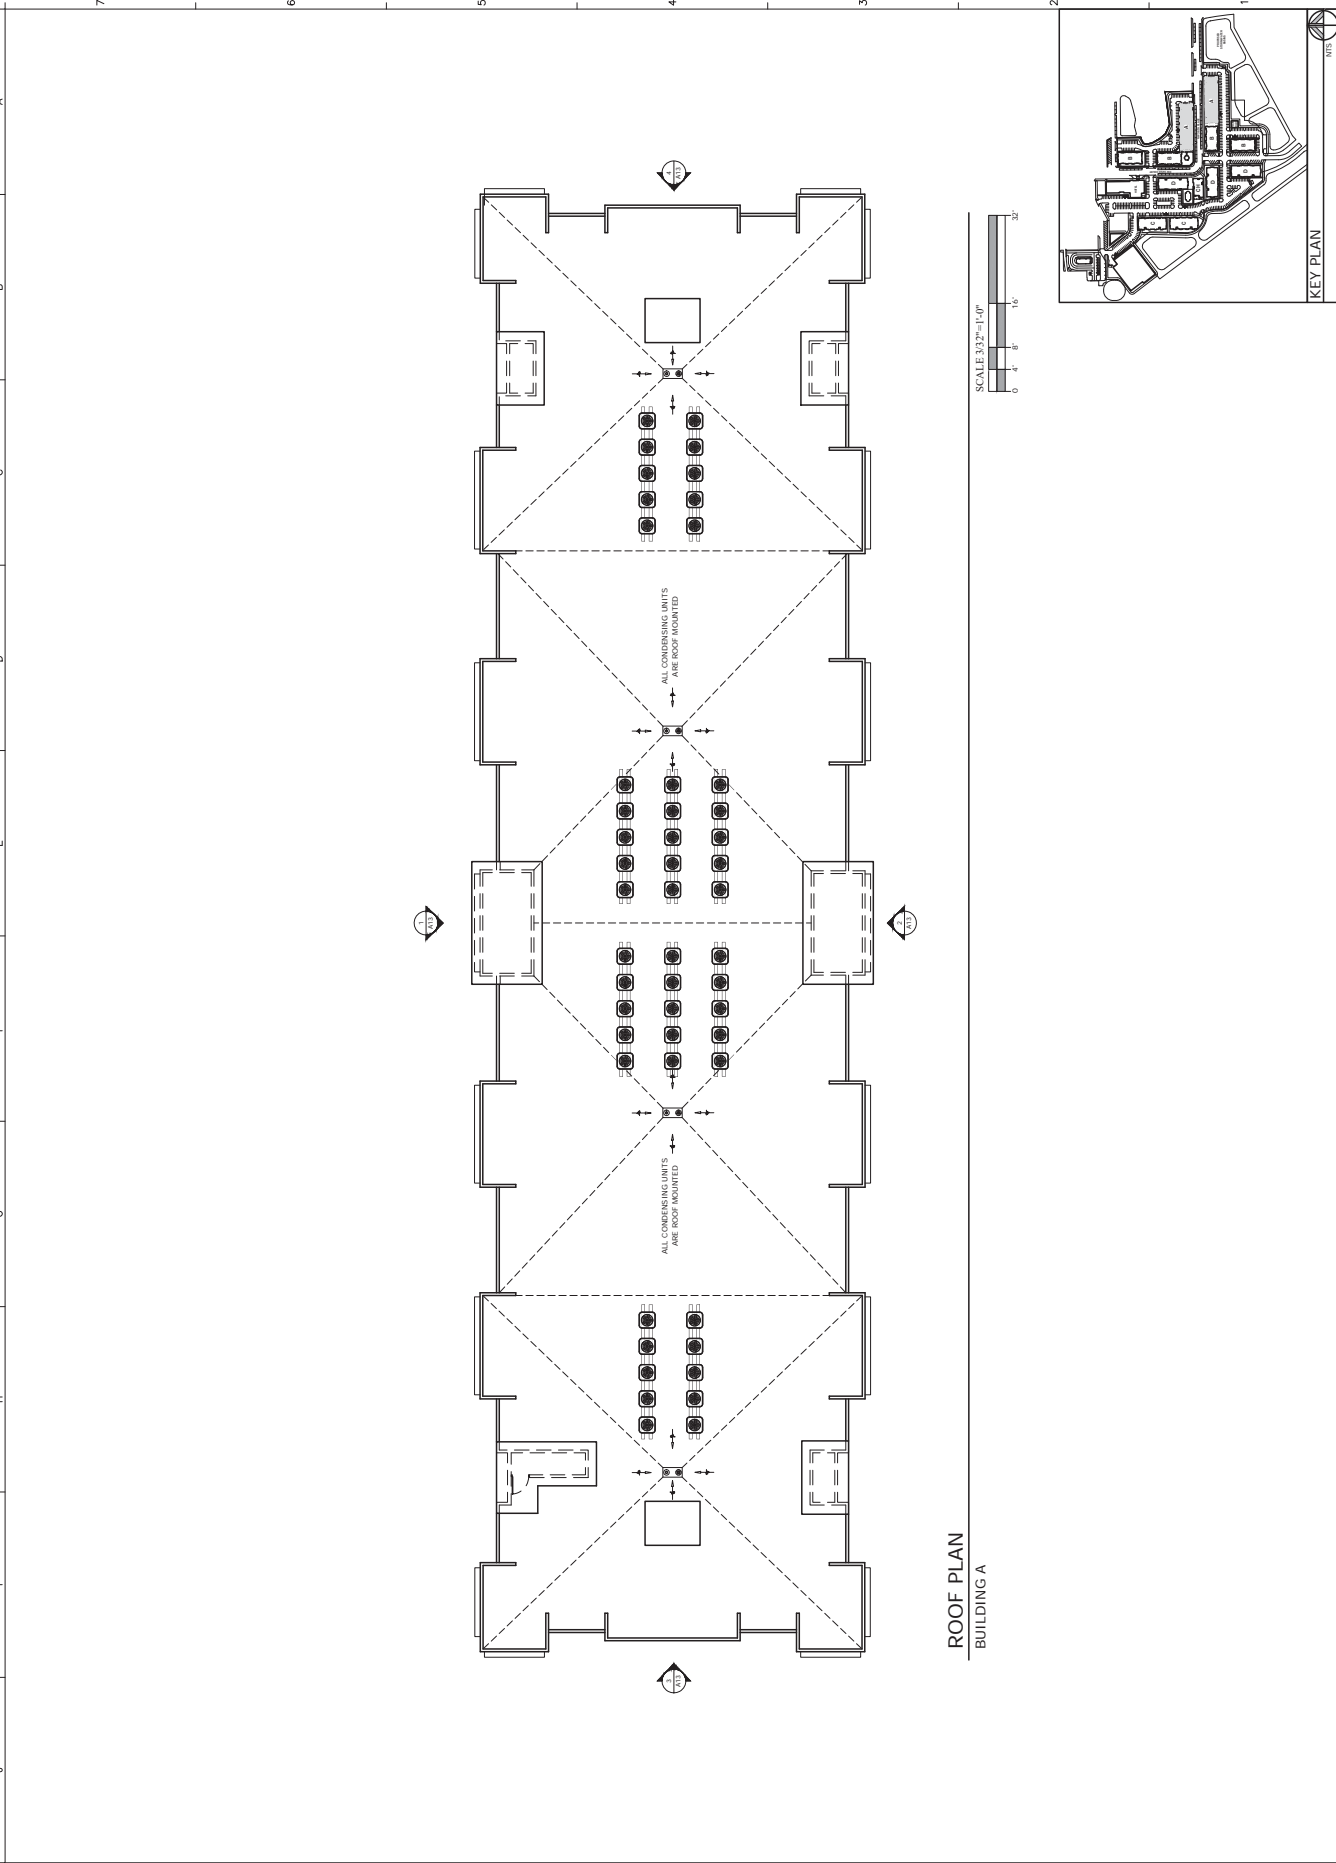 7
6
5
4
3
2
1
A
C
D
E
4
A13
1
A13
2
A13
3
A13
ALL CONDENSING UNITS
ARE ROOF MOUNTED
ALL CONDENSING UNITS
ARE ROOF MOUNTED
ROOF PLAN
BUILDING A
SCALE 3/32"=1'-0"
0 4' 8' 16' 32'
A
A
B
B
B
B
D
D
D
C
C
KEY PLAN
NTS